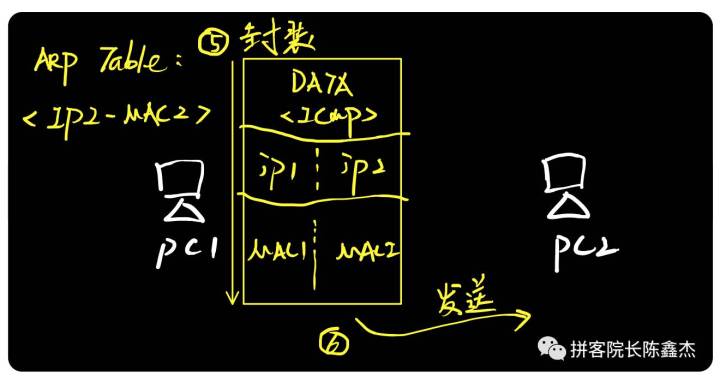 ARP Table:
<IP2-MAC2>
⑤ 封装
DATA
<ICmp>
ip1 ip2
MAC1 MAC2
PC1
PC2
⑥
发送
拼客院长陈鑫杰